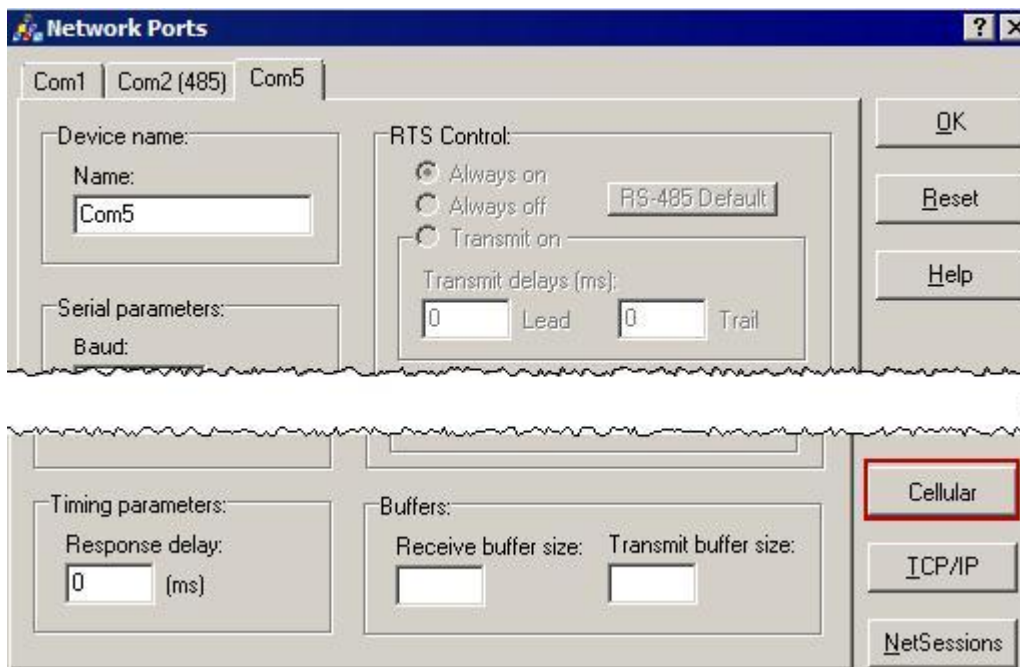 Network Ports
Com1 Com2 (485) Com5
Device name:
Name:
Com5
Serial parameters:
Baud:
RTS Control:
Always on
Always off
RS-485 Default
Transmit on
Transmit delays (ms):
0 Lead 0 Trail
OK
Reset
Help
Timing parameters:
Response delay:
0 (ms)
Buffers:
Receive buffer size: Transmit buffer size:
Cellular
TCP/IP
NetSessions